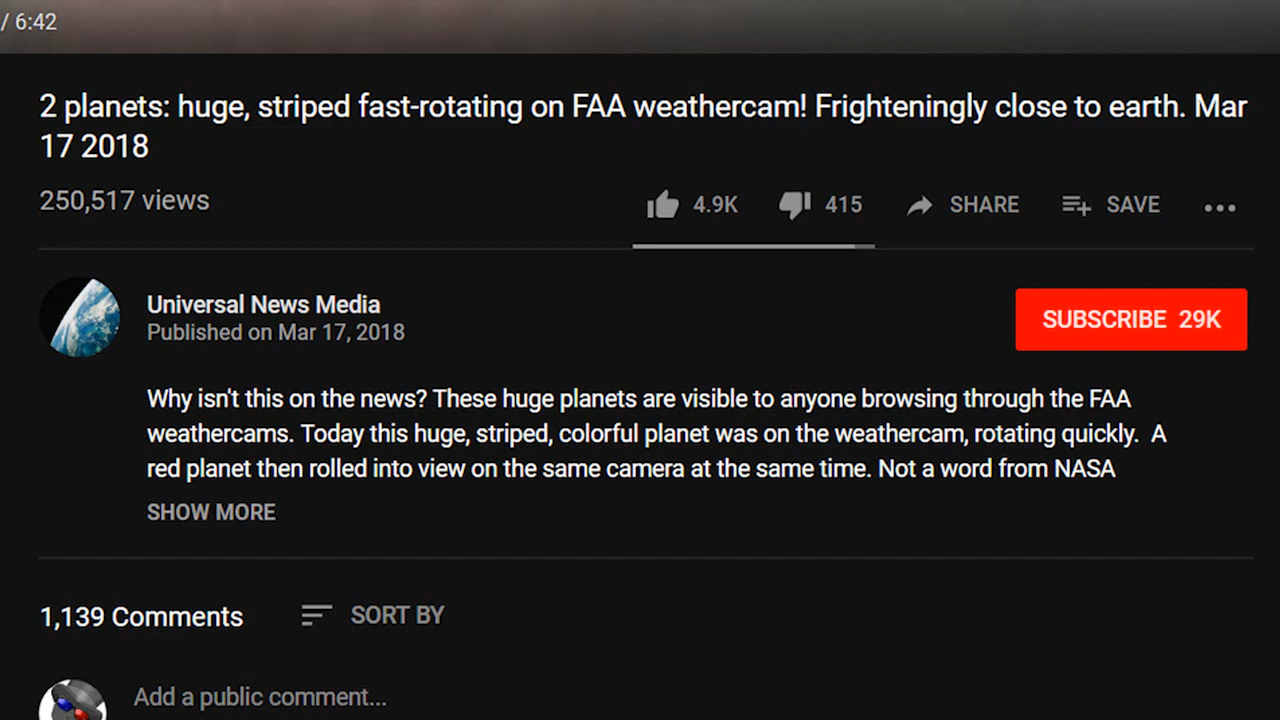 / 6:42
2 planets: huge, striped fast-rotating on FAA weathercam! Frighteningly close to earth. Mar
17 2018
250,517 views
4.9K 415 SHARE SAVE
Universal News Media
Published on Mar 17, 2018
SUBSCRIBE 29K
Why isn't this on the news? These huge planets are visible to anyone browsing through the FAA
weathercams. Today this huge, striped, colorful planet was on the weathercam, rotating quickly. A
red planet then rolled into view on the same camera at the same time. Not a word from NASA
SHOW MORE
1,139 Comments SORT BY
Add a public comment...